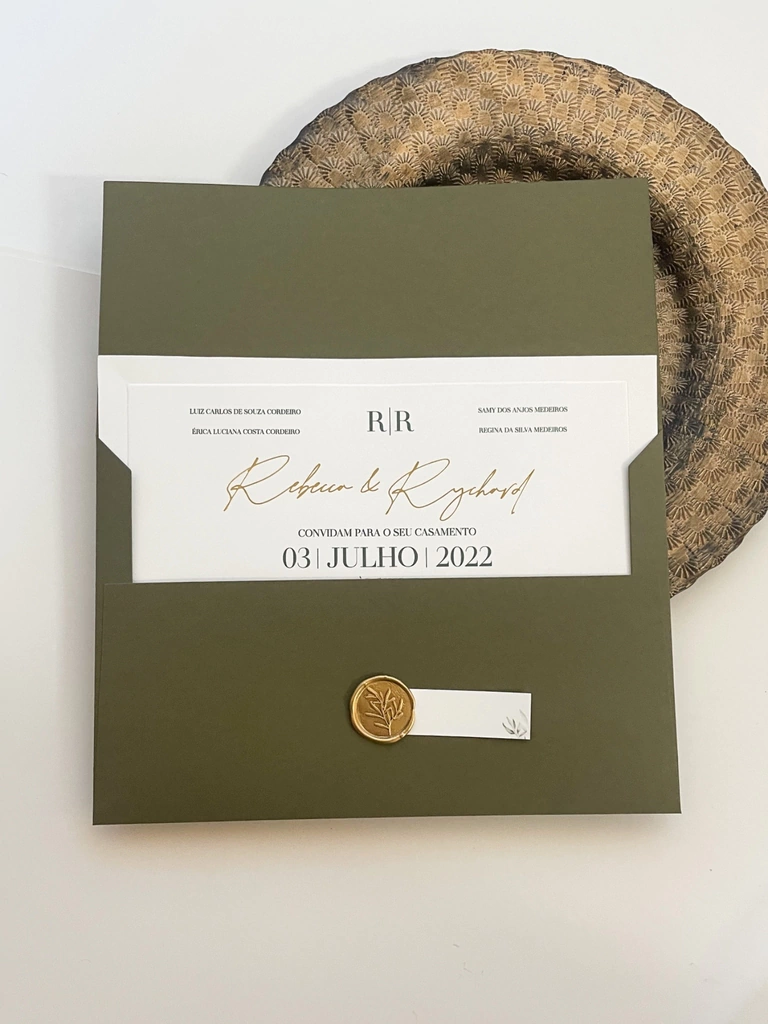 LUIZ CARLOS DE SOUZA CORDEIRO
ÉRICA LUCIANA COSTA CORDEIRO
R|R
SAMY DOS ANJOS MEDEIROS
REGINA DA SILVA MEDEIROS
Rebecca & Rychard
CONVIDAM PARA O SEU CASAMENTO
03 | JULHO | 2022